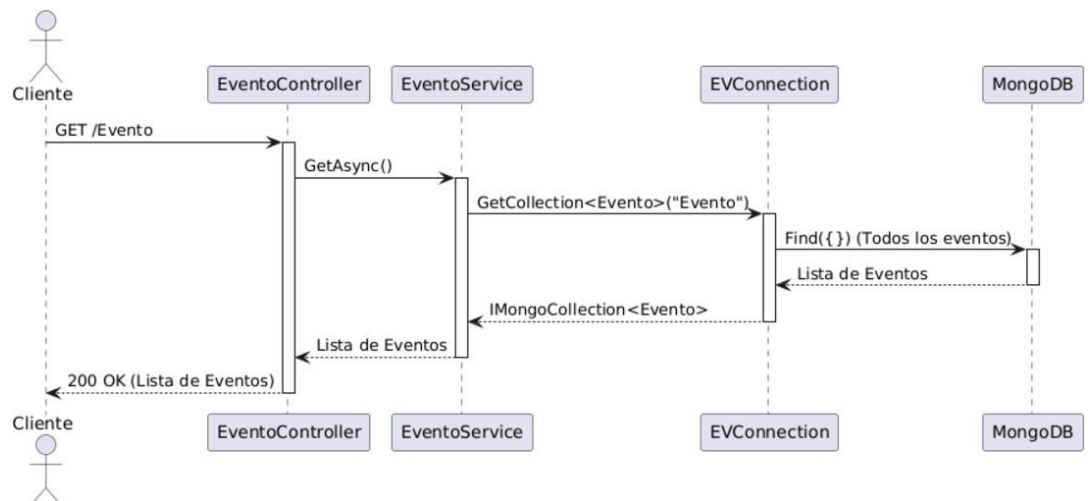 Cliente
EventoController
EventoService
EVConnection
MongoDB
GET /Evento
GetAsync()
GetCollection<Evento>("Evento")
Find({}) (Todos los eventos)
Lista de Eventos
IMongoCollection<Evento>
Lista de Eventos
200 OK (Lista de Eventos)
Cliente
EventoController
EventoService
EVConnection
MongoDB